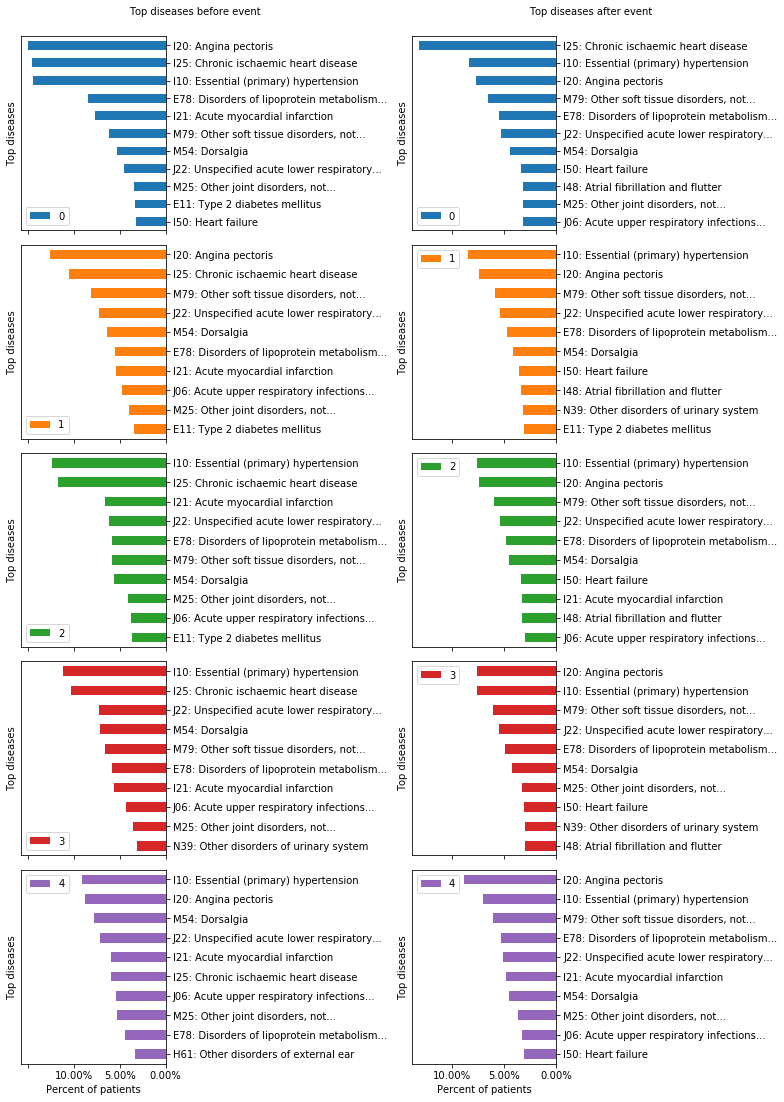 Top diseases before event
I20: Angina pectoris
I25: Chronic ischaemic heart disease
I10: Essential (primary) hypertension
E78: Disorders of lipoprotein metabolism...
I21: Acute myocardial infarction
M79: Other soft tissue disorders, not...
M54: Dorsalgia
J22: Unspecified acute lower respiratory...
M25: Other joint disorders, not...
E11: Type 2 diabetes mellitus
I50: Heart failure
Top diseases
0
I20: Angina pectoris
I25: Chronic ischaemic heart disease
M79: Other soft tissue disorders, not...
J22: Unspecified acute lower respiratory...
M54: Dorsalgia
E78: Disorders of lipoprotein metabolism...
I21: Acute myocardial infarction
J06: Acute upper respiratory infections...
M25: Other joint disorders, not...
E11: Type 2 diabetes mellitus
Top diseases
1
I10: Essential (primary) hypertension
I25: Chronic ischaemic heart disease
I21: Acute myocardial infarction
J22: Unspecified acute lower respiratory...
E78: Disorders of lipoprotein metabolism...
M79: Other soft tissue disorders, not...
M54: Dorsalgia
M25: Other joint disorders, not...
J06: Acute upper respiratory infections...
E11: Type 2 diabetes mellitus
Top diseases
2
I10: Essential (primary) hypertension
I25: Chronic ischaemic heart disease
J22: Unspecified acute lower respiratory...
M54: Dorsalgia
M79: Other soft tissue disorders, not...
E78: Disorders of lipoprotein metabolism...
I21: Acute myocardial infarction
J06: Acute upper respiratory infections...
M25: Other joint disorders, not...
N39: Other disorders of urinary system
Top diseases
3
I10: Essential (primary) hypertension
I20: Angina pectoris
M54: Dorsalgia
J22: Unspecified acute lower respiratory...
I21: Acute myocardial infarction
I25: Chronic ischaemic heart disease
J06: Acute upper respiratory infections...
M25: Other joint disorders, not...
E78: Disorders of lipoprotein metabolism...
H61: Other disorders of external ear
Top diseases
4
10.00% 5.00% 0.00%
Percent of patients
Top diseases after event
I25: Chronic ischaemic heart disease
I10: Essential (primary) hypertension
I20: Angina pectoris
M79: Other soft tissue disorders, not...
E78: Disorders of lipoprotein metabolism...
J22: Unspecified acute lower respiratory...
M54: Dorsalgia
I50: Heart failure
I48: Atrial fibrillation and flutter
M25: Other joint disorders, not...
J06: Acute upper respiratory infections...
Top diseases
0
I10: Essential (primary) hypertension
I20: Angina pectoris
M79: Other soft tissue disorders, not...
J22: Unspecified acute lower respiratory...
E78: Disorders of lipoprotein metabolism...
M54: Dorsalgia
I50: Heart failure
I48: Atrial fibrillation and flutter
N39: Other disorders of urinary system
E11: Type 2 diabetes mellitus
Top diseases
1
I10: Essential (primary) hypertension
I20: Angina pectoris
M79: Other soft tissue disorders, not...
J22: Unspecified acute lower respiratory...
E78: Disorders of lipoprotein metabolism...
M54: Dorsalgia
I50: Heart failure
I21: Acute myocardial infarction
I48: Atrial fibrillation and flutter
J06: Acute upper respiratory infections...
Top diseases
2
I20: Angina pectoris
I10: Essential (primary) hypertension
M79: Other soft tissue disorders, not...
J22: Unspecified acute lower respiratory...
E78: Disorders of lipoprotein metabolism...
M54: Dorsalgia
M25: Other joint disorders, not...
I50: Heart failure
N39: Other disorders of urinary system
I48: Atrial fibrillation and flutter
Top diseases
3
I20: Angina pectoris
I10: Essential (primary) hypertension
M79: Other soft tissue disorders, not...
E78: Disorders of lipoprotein metabolism...
J22: Unspecified acute lower respiratory...
I21: Acute myocardial infarction
M54: Dorsalgia
M25: Other joint disorders, not...
J06: Acute upper respiratory infections...
I50: Heart failure
Top diseases
4
10.00% 5.00% 0.00%
Percent of patients